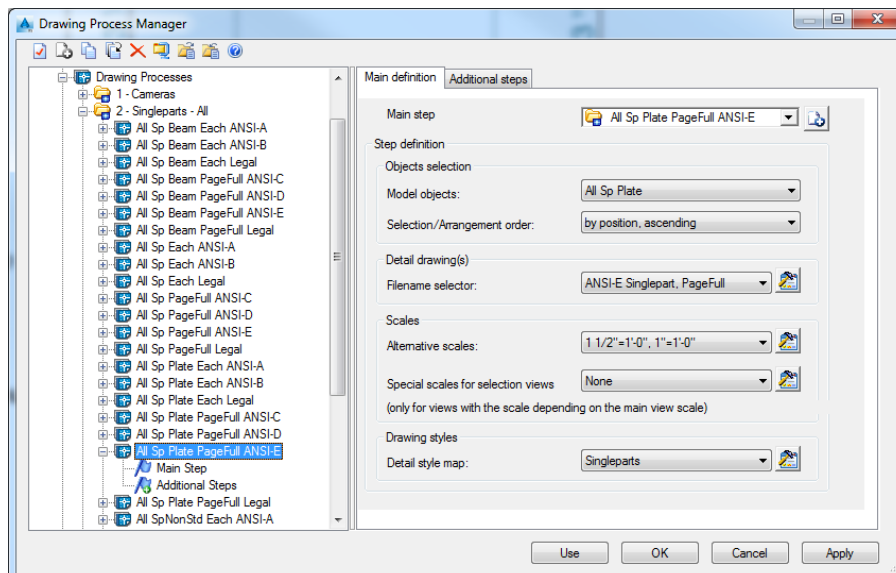 Drawing Process Manager
Drawing Processes
1 - Cameras
2 - Singleparts - All
All Sp Beam Each ANSI-A
All Sp Beam Each ANSI-B
All Sp Beam Each Legal
All Sp Beam PageFull ANSI-C
All Sp Beam PageFull ANSI-D
All Sp Beam PageFull ANSI-E
All Sp Beam PageFull Legal
All Sp Each ANSI-A
All Sp Each ANSI-B
All Sp Each Legal
All Sp PageFull ANSI-C
All Sp PageFull ANSI-D
All Sp PageFull ANSI-E
All Sp PageFull Legal
All Sp Plate Each ANSI-A
All Sp Plate Each ANSI-B
All Sp Plate Each Legal
All Sp Plate PageFull ANSI-C
All Sp Plate PageFull ANSI-D
All Sp Plate PageFull ANSI-E
Main Step
Additional Steps
All Sp Plate PageFull Legal
All SpNonStd Each ANSI-A
Main definition
Additional steps
Main step
All Sp Plate PageFull ANSI-E
Step definition
Objects selection
Model objects:
All Sp Plate
Selection/Arrangement order:
by position, ascending
Detail drawing(s)
Filename selector:
ANSI-E Singlepart, PageFull
Scales
Alternative scales:
1 1/2"=1'-0", 1"=1'-0"
Special scales for selection views
None
(only for views with the scale depending on the main view scale)
Drawing styles
Detail style map:
Singleparts
Use
OK
Cancel
Apply